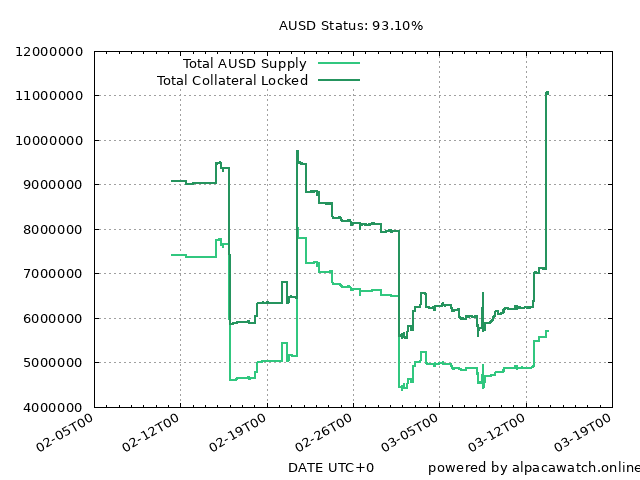 AUSD Status: 93.10%
12000000
11000000
10000000
9000000
8000000
7000000
6000000
5000000
4000000
Total AUSD Supply
Total Collateral Locked
02-05T00
02-12T00
02-19T00
02-26T00
03-05T00
03-12T00
03-19T00
DATE UTC+0
powered by alpacawatch.online